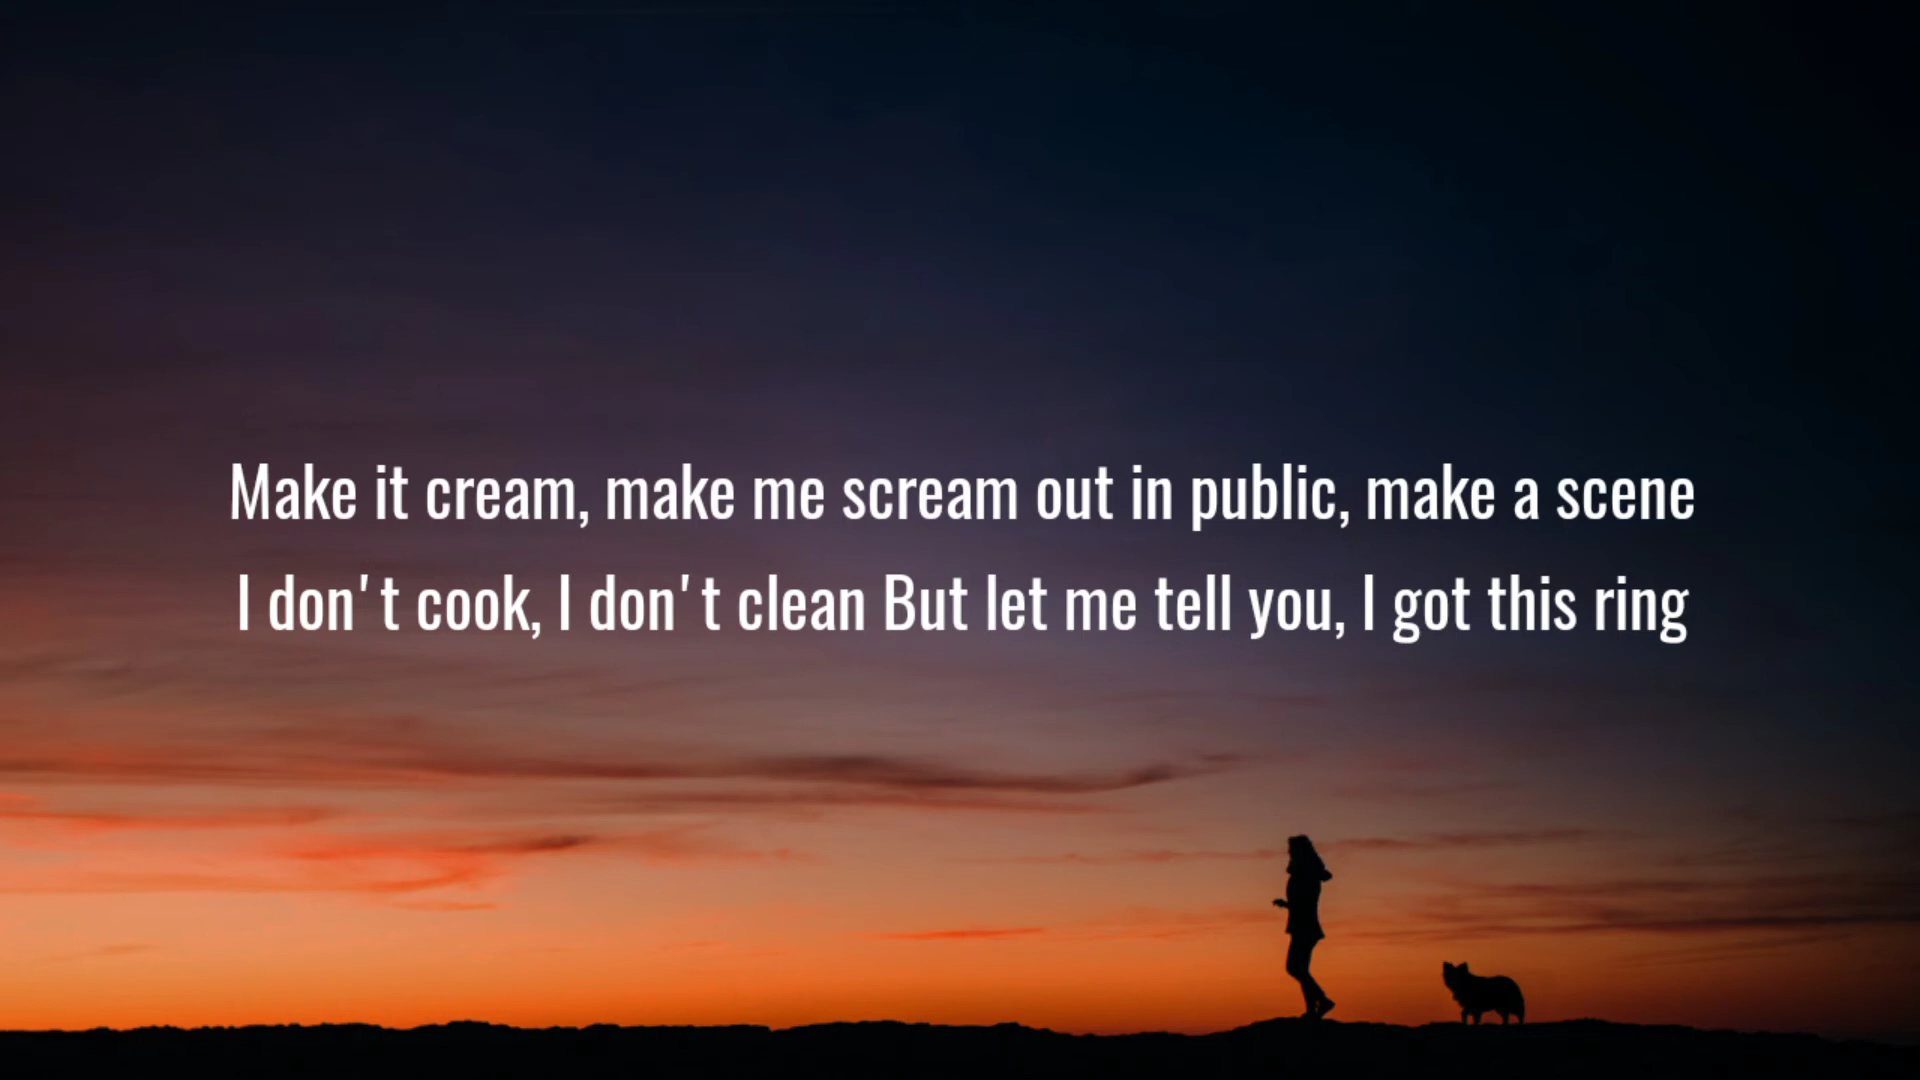 Make it cream, make me scream out in public, make a scene
I don't cook, I don't clean But let me tell you, I got this ring